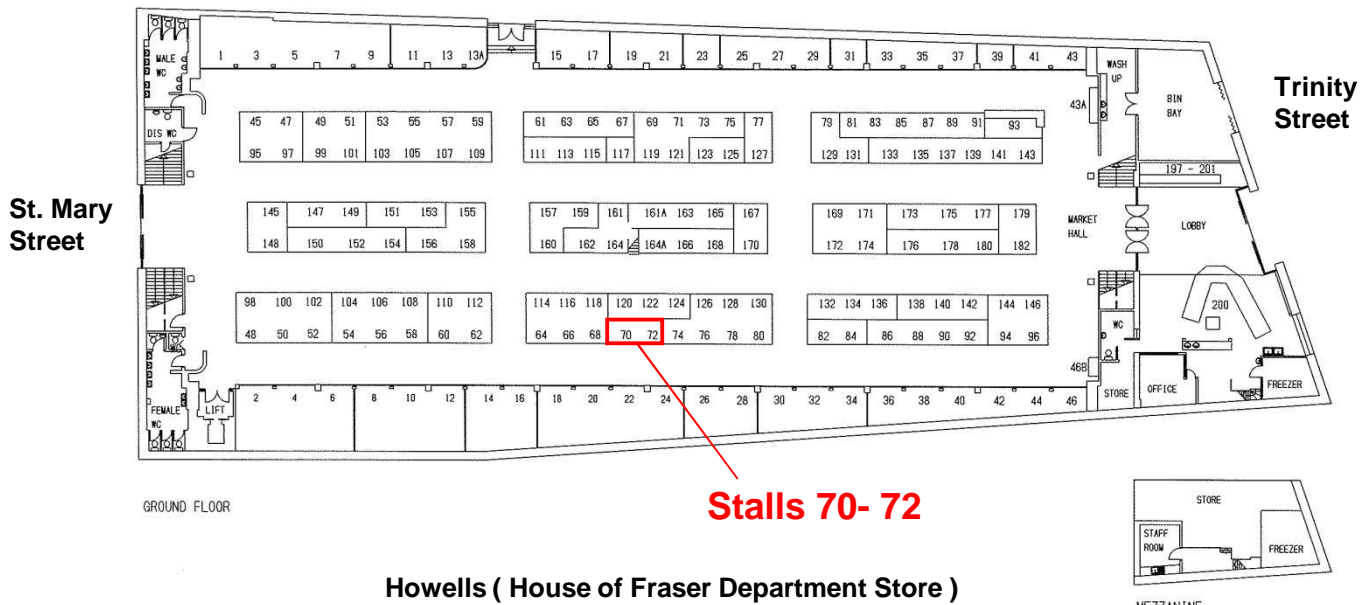 1 3 5 7 9 11 13 13A 15 17 19 21 23 25 27 29 31 33 35 37 39 41 43
MALE
WC
WASH
UP
43A
BIN
BAY
Trinity
Street
DIS WC
45 47 49 51 53 55 57 59 61 63 65 67 69 71 73 75 77 79 81 83 85 87 89 91 93
95 97 99 101 103 105 107 109 111 113 115 117 119 121 123 125 127 129 131 133 135 137 139 141 143
197 - 201
St. Mary
Street
145 147 149 151 153 155 157 159 161 161A 163 165 167 169 171 173 175 177 179
148 150 152 154 156 158 160 162 164 164A 166 168 170 172 174 176 178 180 182
MARKET
HALL
LOBBY
98 100 102 104 106 108 110 112 114 116 118 120 122 124 126 128 130 132 134 136 138 140 142 144 146
48 50 52 54 56 58 60 62 64 66 68 70 72 74 76 78 80 82 84 86 88 90 92 94 96
WC
200
46B
STORE
OFFICE
FREEZER
FEMALE
WC
LIFT
2 4 6 8 10 12 14 16 18 20 22 24 26 28 30 32 34 36 38 40 42 44 46
GROUND FLOOR
Stalls 70- 72
STORE
STAFF
ROOM
FREEZER
Howells ( House of Fraser Department Store )
MEZZANINE